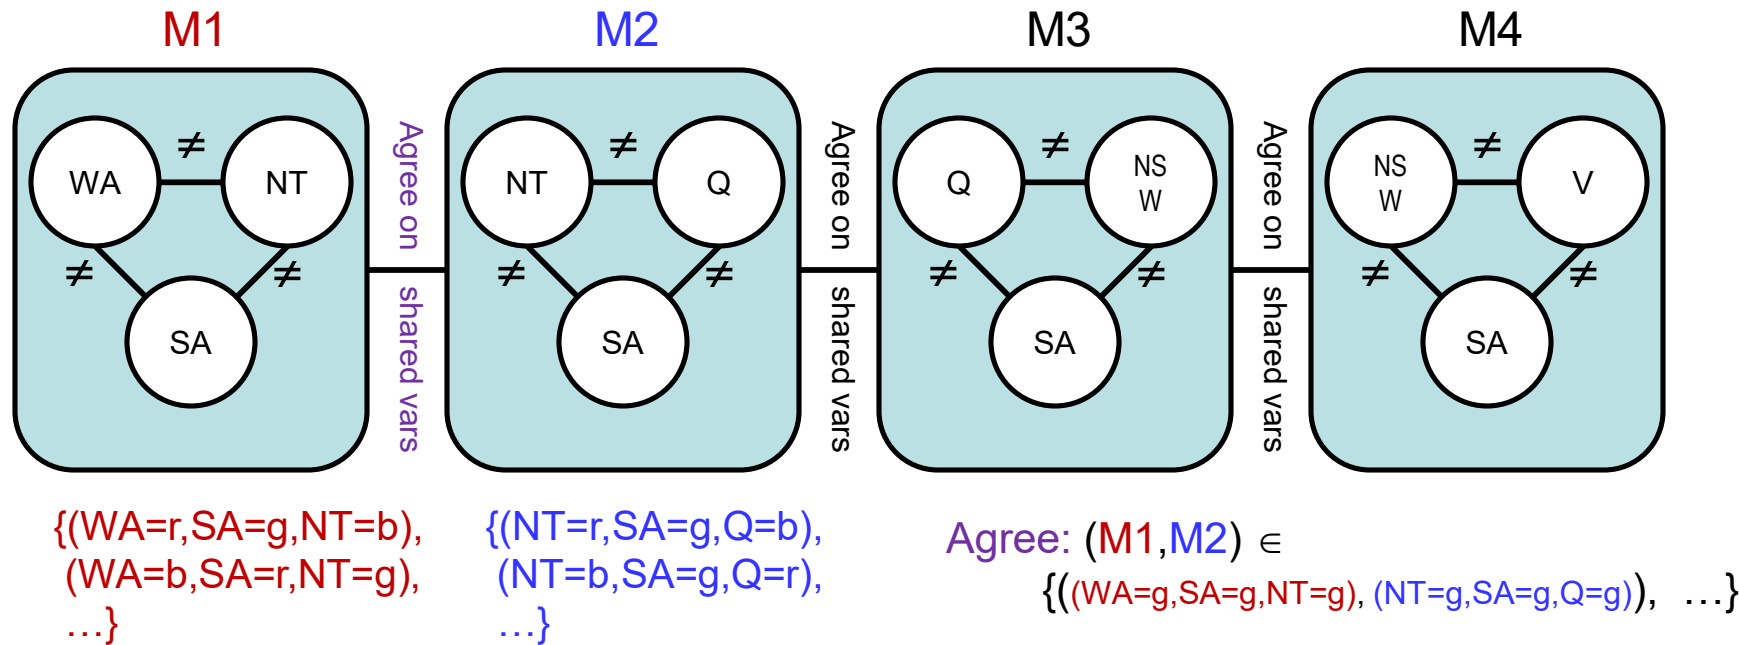 M1
M2
M3
M4
WA
≠
NT
≠
≠
SA
Agree on
shared vars
NT
≠
Q
≠
≠
SA
Agree on
shared vars
Q
≠
NS
W
≠
≠
SA
Agree on
shared vars
NS
W
≠
V
≠
≠
SA
{(WA=r,SA=g,NT=b),
(WA=b,SA=r,NT=g),
…}
{(NT=r,SA=g,Q=b),
(NT=b,SA=g,Q=r),
…}
Agree: (M1,M2) ∈
{((WA=g,SA=g,NT=g), (NT=g,SA=g,Q=g)), …}